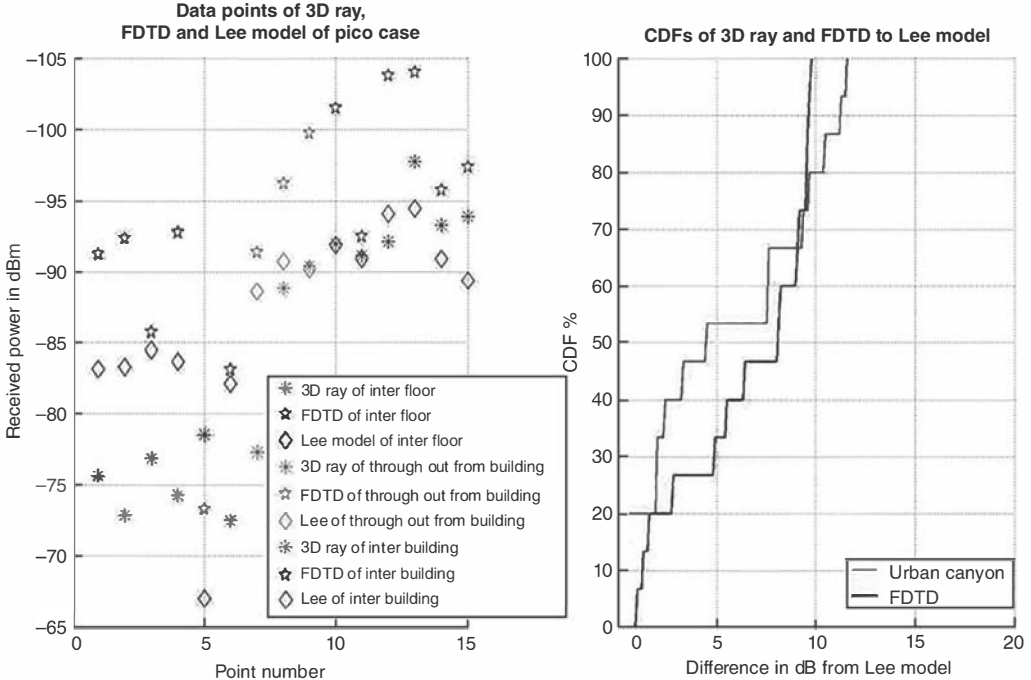 Data points of 3D ray,
FDTD and Lee model of pico case
Received power in dBm
–105
–100
–95
–90
–85
–80
–75
–70
–65
0
5
10
15
Point number
3D ray of inter floor
FDTD of inter floor
Lee model of inter floor
3D ray of through out from building
FDTD of through out from building
Lee of through out from building
3D ray of inter building
FDTD of inter building
Lee of inter building
CDFs of 3D ray and FDTD to Lee model
CDF %
100
90
80
70
60
50
40
30
20
10
0
0
5
10
15
20
Difference in dB from Lee model
Urban canyon
FDTD